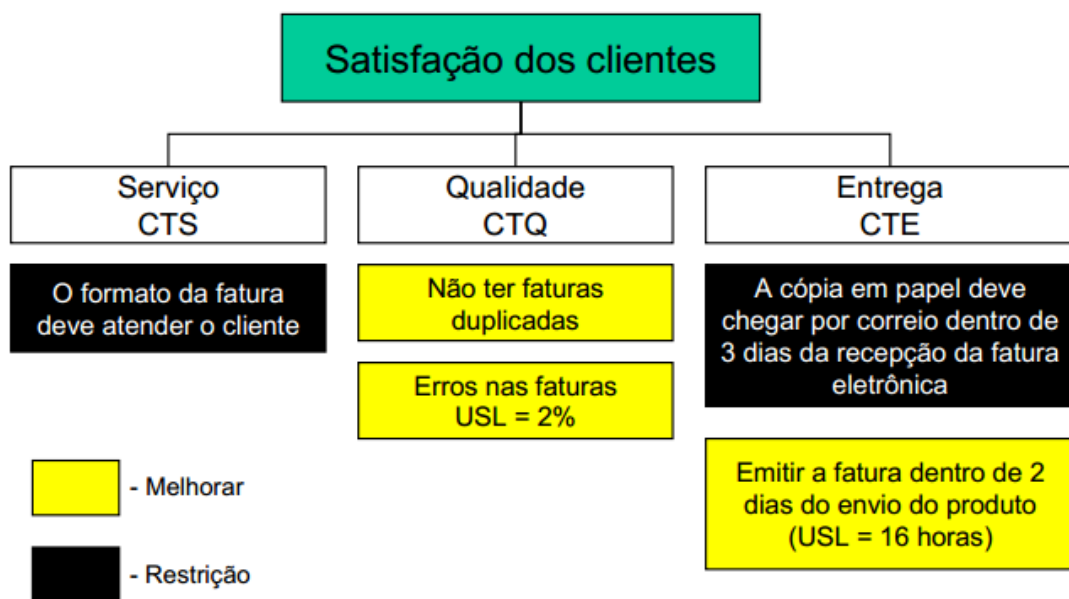 Satisfação dos clientes
Serviço
CTS
Qualidade
CTQ
Entrega
CTE
O formato da fatura
deve atender o cliente
Não ter faturas
duplicadas
Erros nas faturas
USL = 2%
A cópia em papel deve
chegar por correio dentro de
3 dias da recepção da fatura
eletrônica
Emitir a fatura dentro de 2
dias do envio do produto
(USL = 16 horas)
- Melhorar
- Restrição